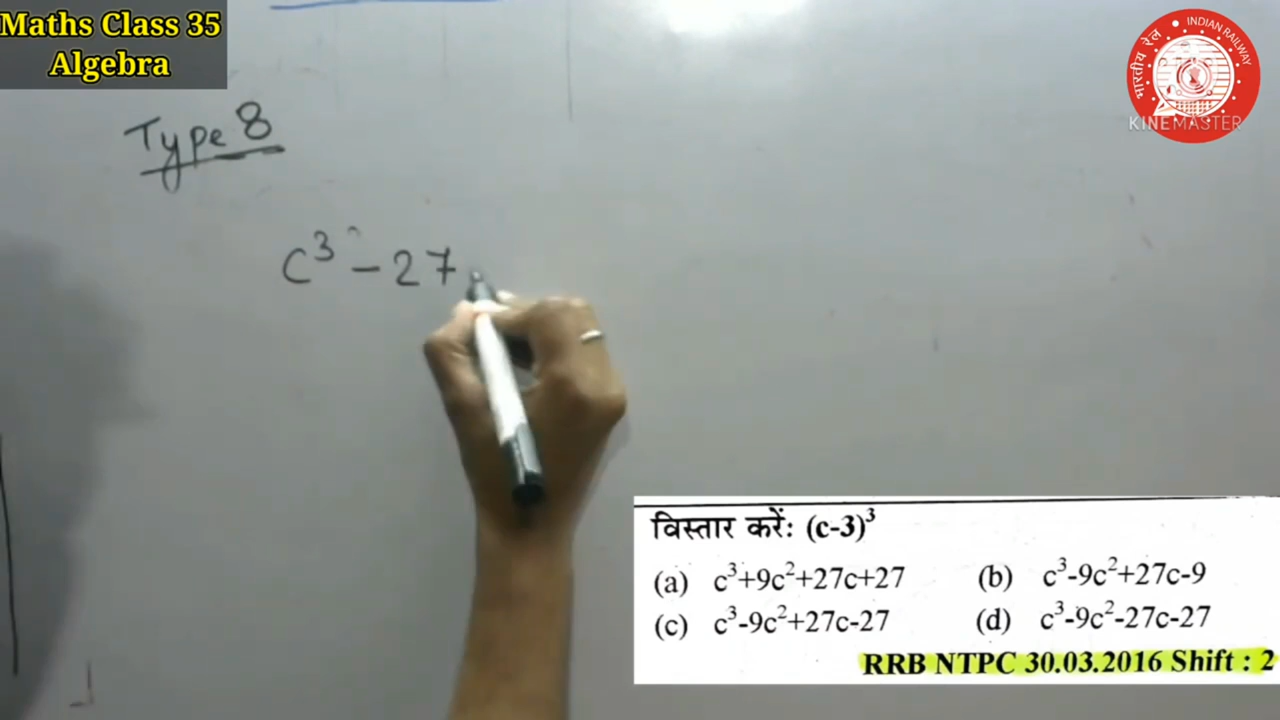 Maths Class 35
Algebra
भारतीय रेल
INDIAN RAILWAY
KINEMASTER
Type 8
c³ - 27
विस्तार करें: (c-3)³
(a) c³+9c²+27c+27
(b) c³-9c²+27c-9
(c) c³-9c²+27c-27
(d) c³-9c²-27c-27
RRB NTPC 30.03.2016 Shift : 2